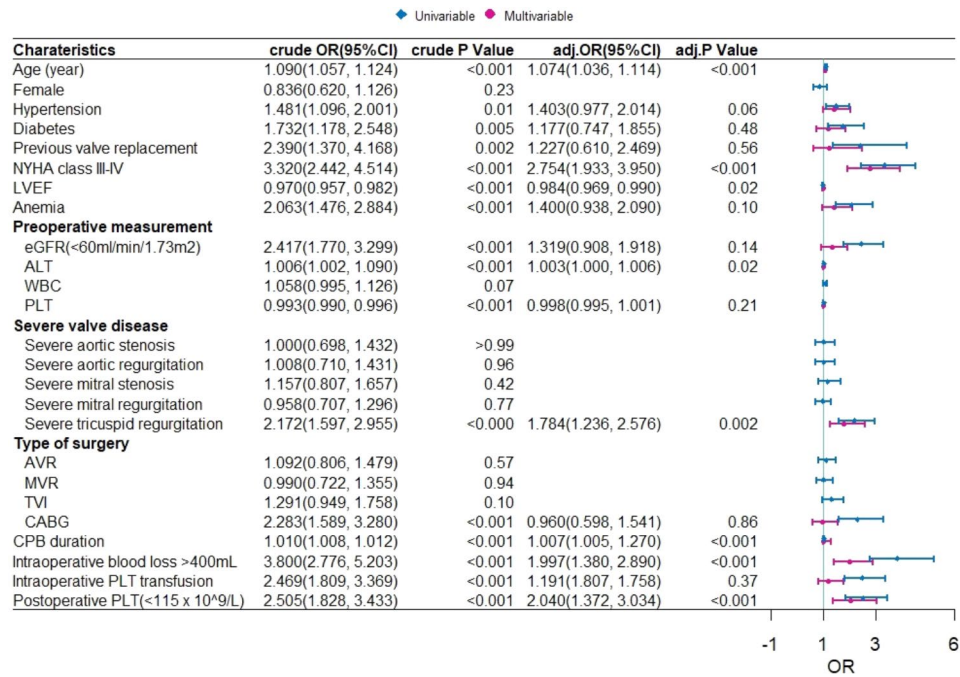 Univariable Multivariable
Charateristics crude OR(95%CI) crude P Value adj.OR(95%CI) adj.P Value
Age (year) 1.090(1.057, 1.124) <0.001 1.074(1.036, 1.114) <0.001
Female 0.836(0.620, 1.126) 0.23
Hypertension 1.481(1.096, 2.001) 0.01 1.403(0.977, 2.014) 0.06
Diabetes 1.732(1.178, 2.548) 0.005 1.177(0.747, 1.855) 0.48
Previous valve replacement 2.390(1.370, 4.168) 0.002 1.227(0.610, 2.469) 0.56
NYHA class III-IV 3.320(2.442, 4.514) <0.001 2.754(1.933, 3.950) <0.001
LVEF 0.970(0.957, 0.982) <0.001 0.984(0.969, 0.990) 0.02
Anemia 2.063(1.476, 2.884) <0.001 1.400(0.938, 2.090) 0.10
Preoperative measurement
eGFR(<60ml/min/1.73m2) 2.417(1.770, 3.299) <0.001 1.319(0.908, 1.918) 0.14
ALT 1.006(1.002, 1.090) <0.001 1.003(1.000, 1.006) 0.02
WBC 1.058(0.995, 1.126) 0.07
PLT 0.993(0.990, 0.996) <0.001 0.998(0.995, 1.001) 0.21
Severe valve disease
Severe aortic stenosis 1.000(0.698, 1.432) >0.99
Severe aortic regurgitation 1.008(0.710, 1.431) 0.96
Severe mitral stenosis 1.157(0.807, 1.657) 0.42
Severe mitral regurgitation 0.958(0.707, 1.296) 0.77
Severe tricuspid regurgitation 2.172(1.597, 2.955) <0.000 1.784(1.236, 2.576) 0.002
Type of surgery
AVR 1.092(0.806, 1.479) 0.57
MVR 0.990(0.722, 1.355) 0.94
TVI 1.291(0.949, 1.758) 0.10
CABG 2.283(1.589, 3.280) <0.001 0.960(0.598, 1.541) 0.86
CPB duration 1.010(1.008, 1.012) <0.001 1.007(1.005, 1.270) <0.001
Intraoperative blood loss >400mL 3.800(2.776, 5.203) <0.001 1.997(1.380, 2.890) <0.001
Intraoperative PLT transfusion 2.469(1.809, 3.369) <0.001 1.191(1.807, 1.758) 0.37
Postoperative PLT(<115 x 10^9/L) 2.505(1.828, 3.433) <0.001 2.040(1.372, 3.034) <0.001
-1 1 3 6
OR